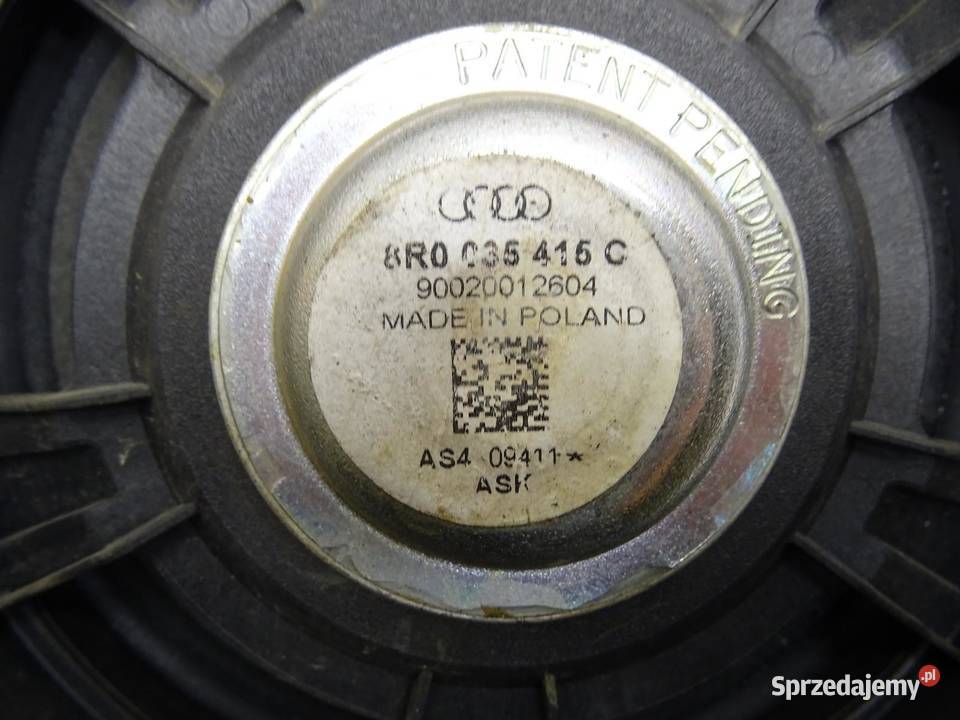 PATENT PENDING
8R0 035 415 C
90020012604
MADE IN POLAND
AS4 09411*
ASK
Sprzedajemy.pl